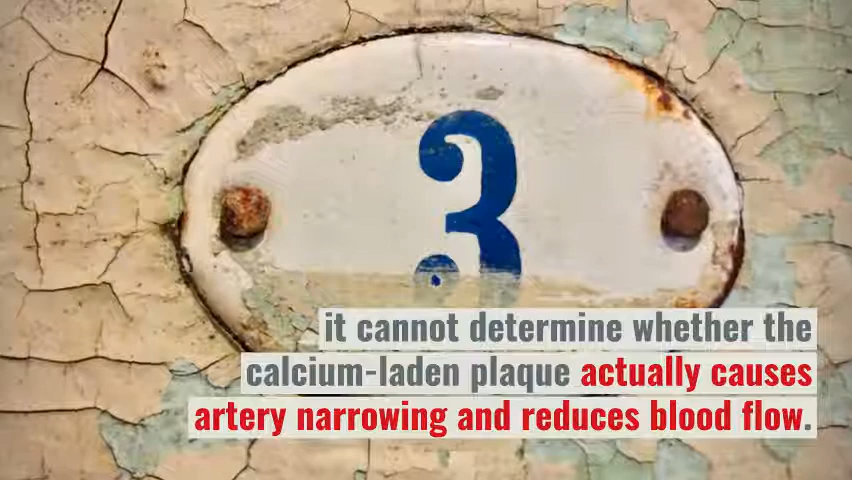 3
it cannot determine whether the
calcium-laden plaque actually causes
artery narrowing and reduces blood flow.